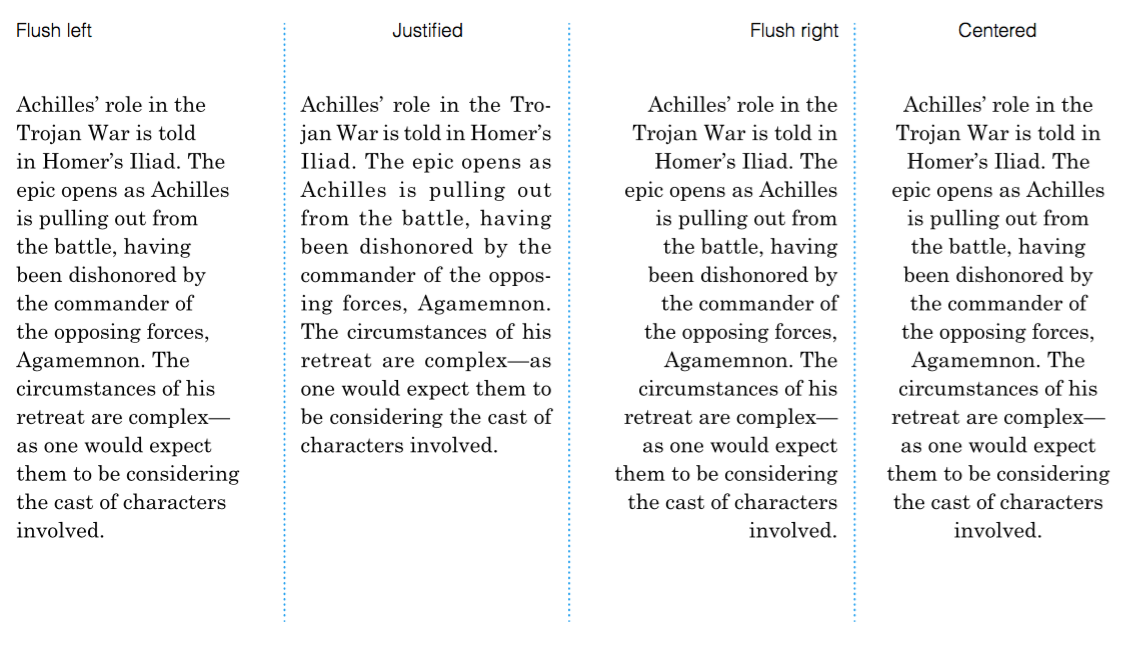 Flush left
Achilles’ role in the
Trojan War is told
in Homer’s Iliad. The
epic opens as Achilles
is pulling out from
the battle, having
been dishonored by
the commander of
the opposing forces,
Agamemnon. The
circumstances of his
retreat are complex—
as one would expect
them to be considering
the cast of characters
involved.
Justified
Achilles’ role in the Tro-
jan War is told in Homer’s
Iliad. The epic opens as
Achilles is pulling out
from the battle, having
been dishonored by the
commander of the oppos-
ing forces, Agamemnon.
The circumstances of his
retreat are complex—as
one would expect them to
be considering the cast of
characters involved.
Flush right
Achilles’ role in the
Trojan War is told in
Homer’s Iliad. The
epic opens as Achilles
is pulling out from
the battle, having
been dishonored by
the commander of
the opposing forces,
Agamemnon. The
circumstances of his
retreat are complex—
as one would expect
them to be considering
the cast of characters
involved.
Centered
Achilles’ role in the
Trojan War is told in
Homer’s Iliad. The
epic opens as Achilles
is pulling out from
the battle, having
been dishonored by
the commander of
the opposing forces,
Agamemnon. The
circumstances of his
retreat are complex—
as one would expect
them to be considering
the cast of characters
involved.